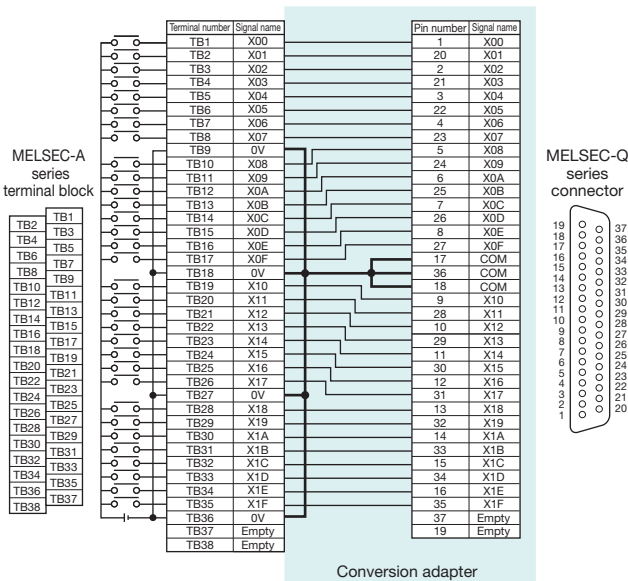 Terminal number Signal name Pin number Signal name
TB1 X00 1 X00
TB2 X01 20 X01
TB3 X02 2 X02
TB4 X03 21 X03
TB5 X04 3 X04
TB6 X05 22 X05
TB7 X06 4 X06
TB8 X07 23 X07
TB9 0V 5 X08
TB10 X08 24 X09
TB11 X09 6 X0A
TB12 X0A 25 X0B
TB13 X0B 7 X0C
TB14 X0C 26 X0D
TB15 X0D 8 X0E
TB16 X0E 27 X0F
TB17 X0F 17 COM
TB18 0V 36 COM
TB19 X10 18 COM
TB20 X11 9 X10
TB21 X12 28 X11
TB22 X13 10 X12
TB23 X14 29 X13
TB24 X15 11 X14
TB25 X16 30 X15
TB26 X17 12 X16
TB27 0V 31 X17
TB28 X18 13 X18
TB29 X19 32 X19
TB30 X1A 14 X1A
TB31 X1B 33 X1B
TB32 X1C 15 X1C
TB33 X1D 34 X1D
TB34 X1E 16 X1E
TB35 X1F 35 X1F
TB36 0V 37 Empty
TB37 Empty 19 Empty
TB38 Empty
MELSEC-A
series
terminal block
TB1
TB2
TB3
TB4
TB5
TB6
TB7
TB8
TB9
TB10
TB11
TB12
TB13
TB14
TB15
TB16
TB17
TB18
TB19
TB20
TB21
TB22
TB23
TB24
TB25
TB26
TB27
TB28
TB29
TB30
TB31
TB32
TB33
TB34
TB35
TB36
TB37
TB38
MELSEC-Q
series
connector
19
37
18
36
17
35
16
34
15
33
14
32
13
31
12
30
11
29
10
28
9
27
8
26
7
25
6
24
5
23
4
22
3
21
2
20
1
Conversion adapter